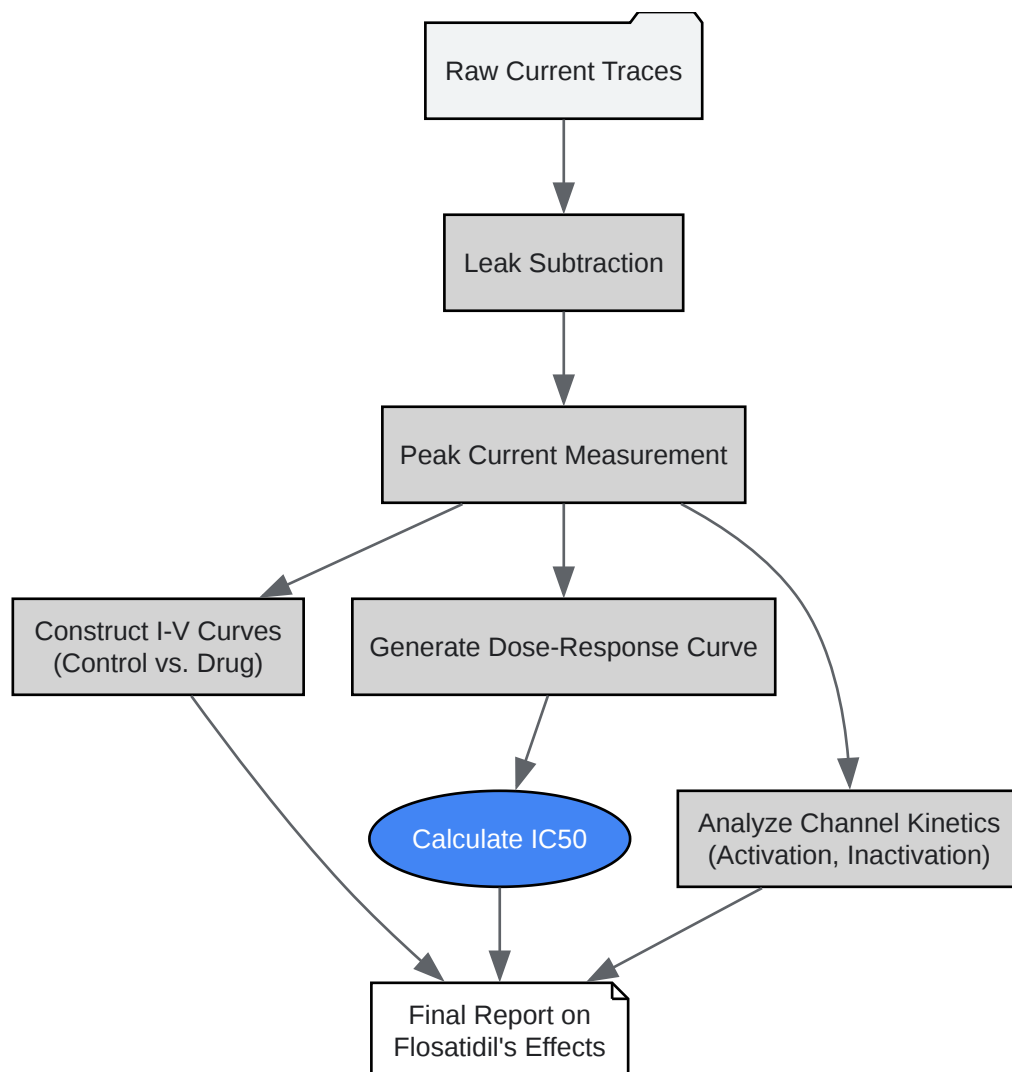 Raw Current Traces
Leak Subtraction
Peak Current Measurement
Construct I-V Curves
(Control vs. Drug)
Generate Dose-Response Curve
Calculate IC50
Analyze Channel Kinetics
(Activation, Inactivation)
Final Report on
Flosatidil's Effects